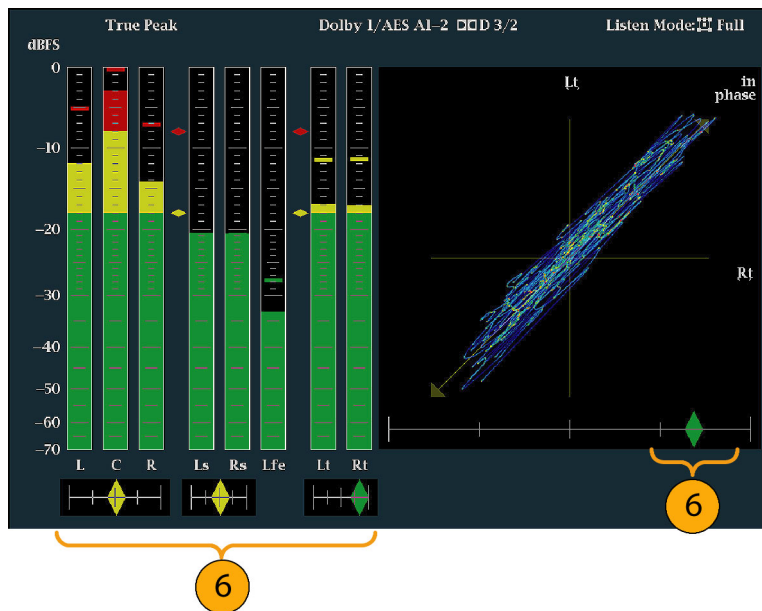 True Peak
Dolby 1/AES A1-2 D 3/2
Listen Mode: Full
dBFS
0
-10
-20
-30
-40
-50
-60
-70
L C R Ls Rs Lfe Lt Rt
Lt
in
phase
Rt
6
6